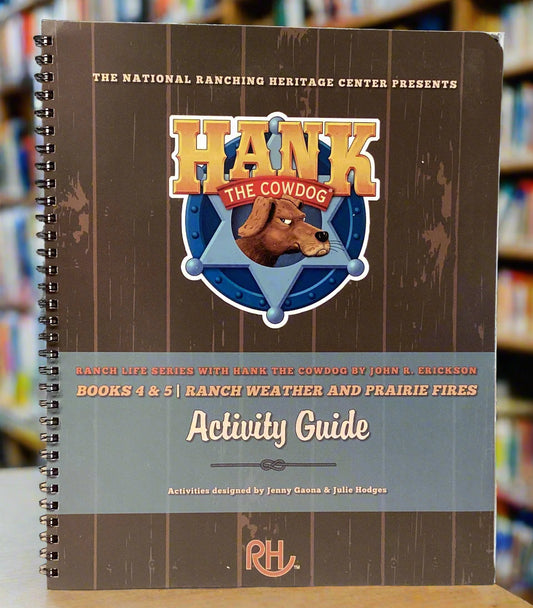 THE NATIONAL RANCHING HERITAGE CENTER PRESENTS
HANK
THE COWDOG
RANCH LIFE SERIES WITH HANK THE COWDOG BY JOHN R. ERICKSON
BOOKS 4 & 5 | RANCH WEATHER AND PRAIRIE FIRES
Activity Guide
Activities designed by Jenny Gaona & Julie Hodges
RH™